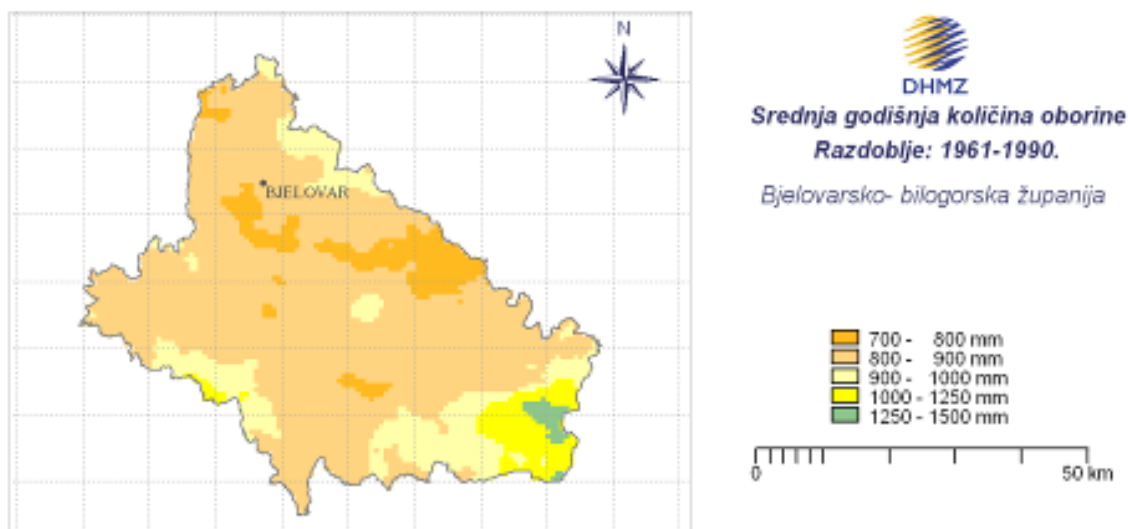 N
BJELOVAR
DHMZ
Srednja godišnja količina oborine
Razdoblje: 1961-1990.
Bjelovarsko- bilogorska županija
700 - 800 mm
800 - 900 mm
900 - 1000 mm
1000 - 1250 mm
1250 - 1500 mm
0 50 km